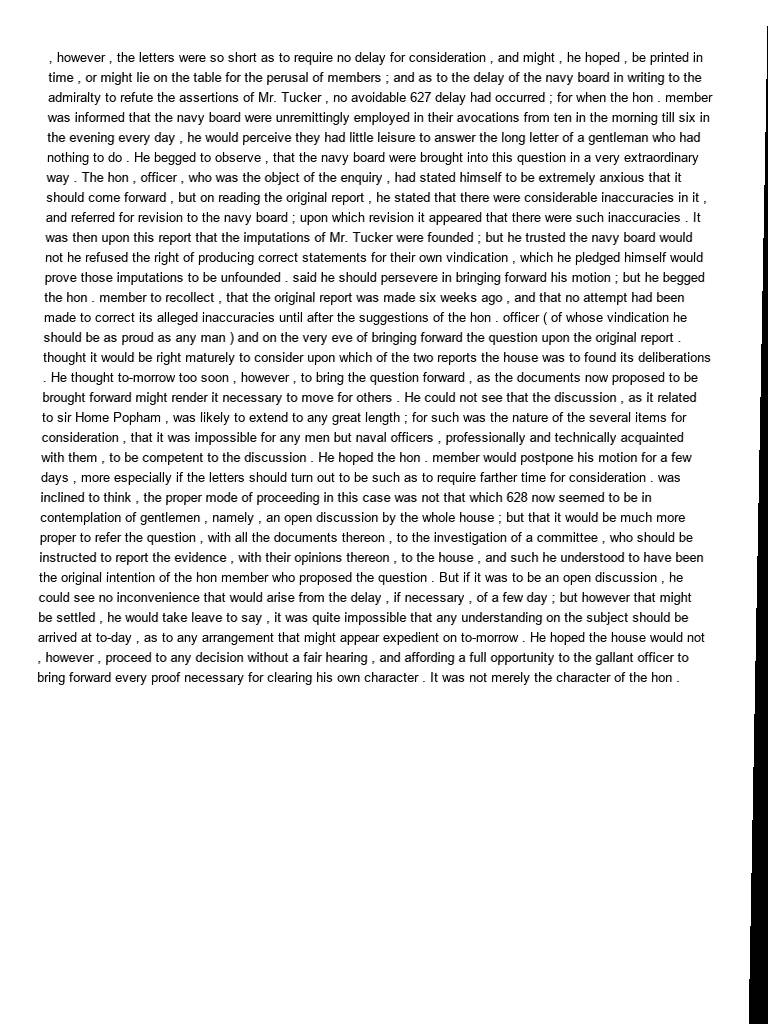 , however , the letters were so short as to require no delay for consideration , and might , he hoped , be printed in
time , or might lie on the table for the perusal of members ; and as to the delay of the navy board in writing to the
admiralty to refute the assertions of Mr. Tucker , no avoidable 627 delay had occurred ; for when the hon . member
was informed that the navy board were unremittingly employed in their avocations from ten in the morning till six in
the evening every day , he would perceive they had little leisure to answer the long letter of a gentleman who had
nothing to do . He begged to observe , that the navy board were brought into this question in a very extraordinary
way . The hon , officer , who was the object of the enquiry , had stated himself to be extremely anxious that it
should come forward , but on reading the original report , he stated that there were considerable inaccuracies in it ,
and referred for revision to the navy board ; upon which revision it appeared that there were such inaccuracies . It
was then upon this report that the imputations of Mr. Tucker were founded ; but he trusted the navy board would
not he refused the right of producing correct statements for their own vindication , which he pledged himself would
prove those imputations to be unfounded . said he should persevere in bringing forward his motion ; but he begged
the hon . member to recollect , that the original report was made six weeks ago , and that no attempt had been
made to correct its alleged inaccuracies until after the suggestions of the hon . officer ( of whose vindication he
should be as proud as any man ) and on the very eve of bringing forward the question upon the original report .
thought it would be right maturely to consider upon which of the two reports the house was to found its deliberations
. He thought to-morrow too soon , however , to bring the question forward , as the documents now proposed to be
brought forward might render it necessary to move for others . He could not see that the discussion , as it related
to sir Home Popham , was likely to extend to any great length ; for such was the nature of the several items for
consideration , that it was impossible for any men but naval officers , professionally and technically acquainted
with them , to be competent to the discussion . He hoped the hon . member would postpone his motion for a few
days , more especially if the letters should turn out to be such as to require farther time for consideration . was
inclined to think , the proper mode of proceeding in this case was not that which 628 now seemed to be in
contemplation of gentlemen , namely , an open discussion by the whole house ; but that it would be much more
proper to refer the question , with all the documents thereon , to the investigation of a committee , who should be
instructed to report the evidence , with their opinions thereon , to the house , and such he understood to have been
the original intention of the hon member who proposed the question . But if it was to be an open discussion , he
could see no inconvenience that would arise from the delay , if necessary , of a few day ; but however that might
be settled , he would take leave to say , it was quite impossible that any understanding on the subject should be
arrived at to-day , as to any arrangement that might appear expedient on to-morrow . He hoped the house would not
, however , proceed to any decision without a fair hearing , and affording a full opportunity to the gallant officer to
bring forward every proof necessary for clearing his own character . It was not merely the character of the hon .